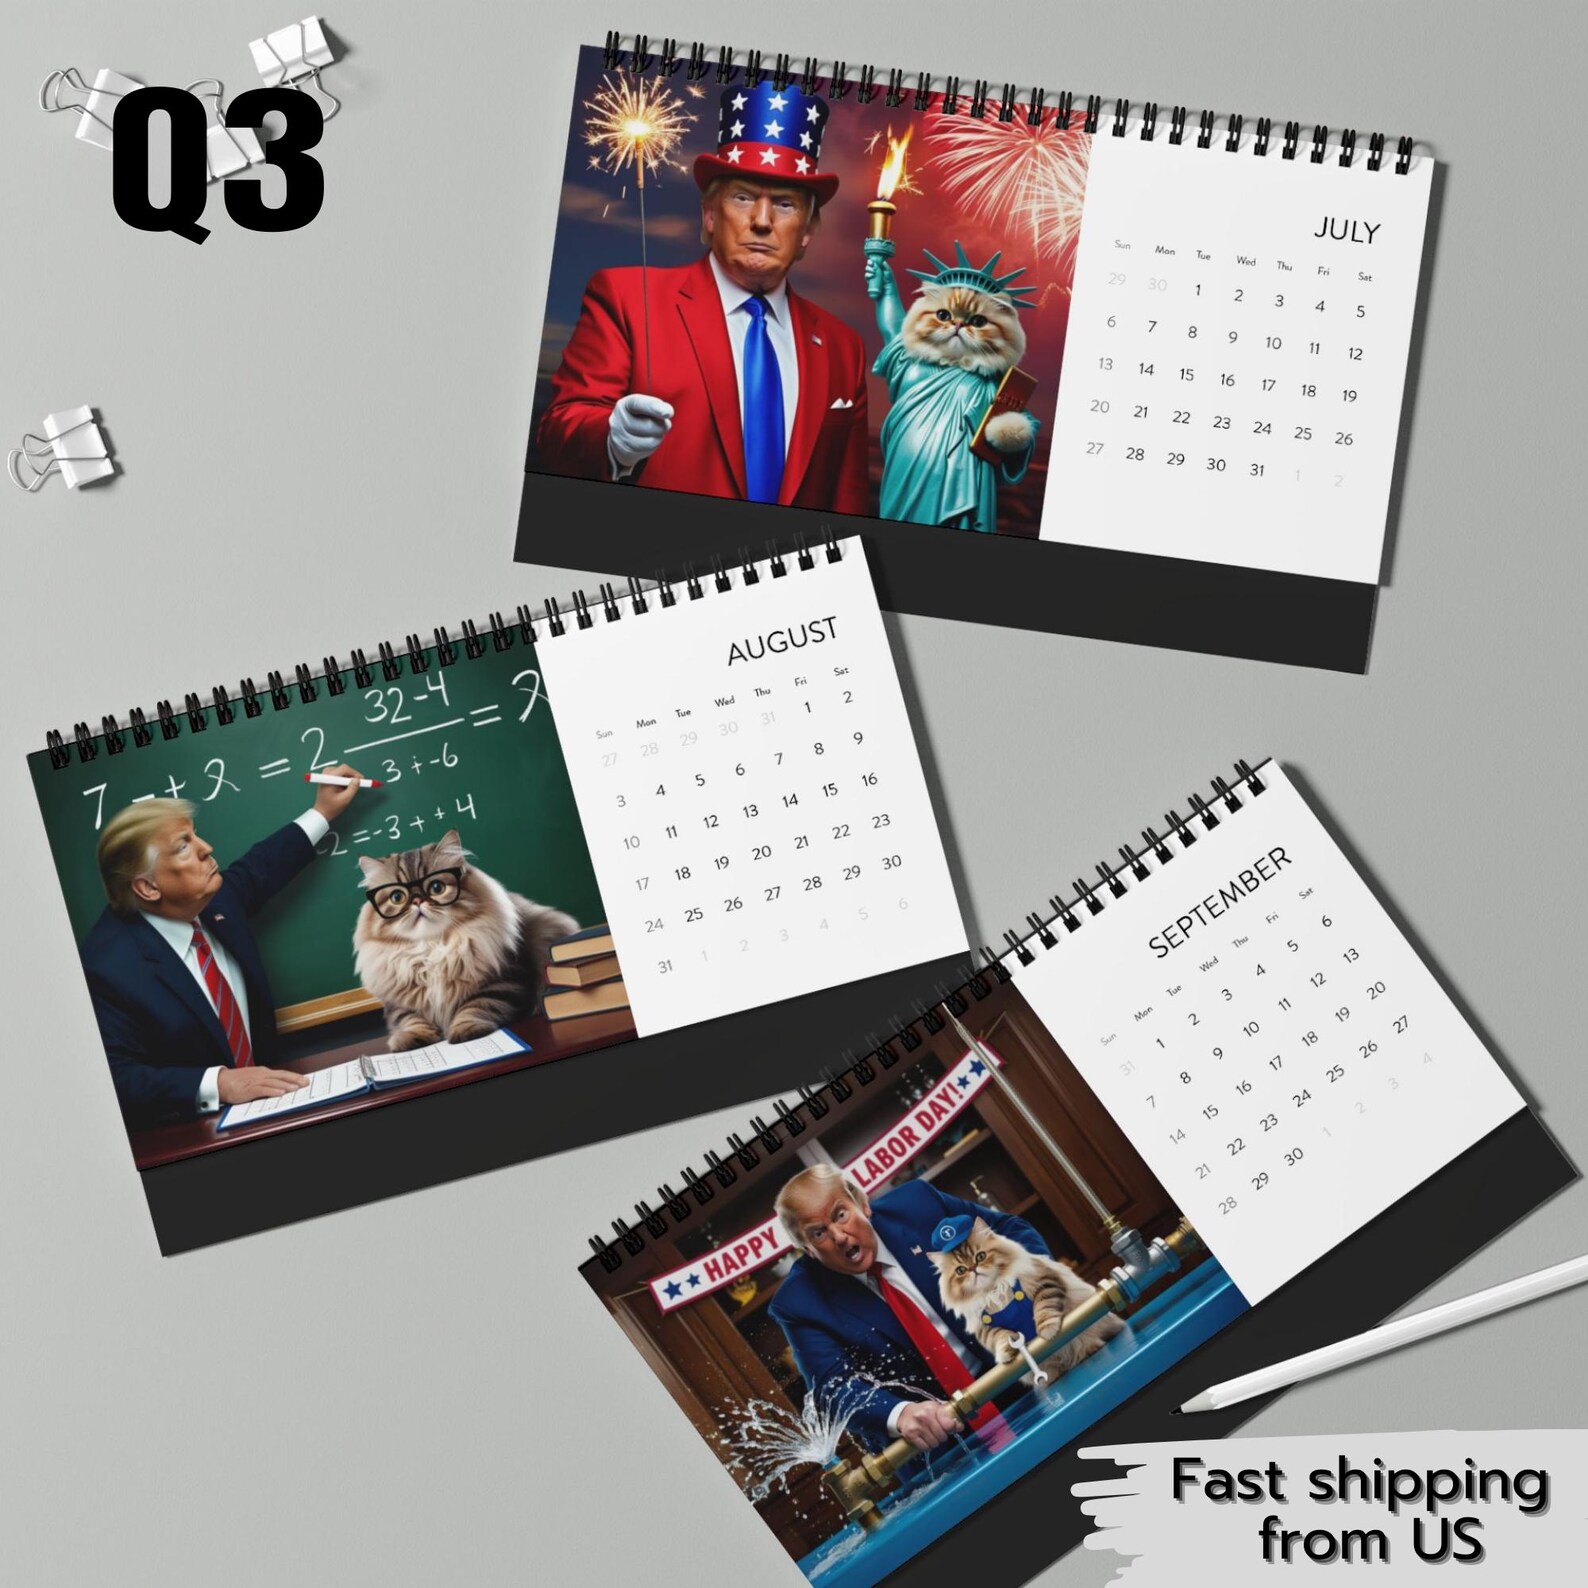 Q3
JULY
Sun Mon Tue Wed Thu Fri Sat
29 30 1 2 3 4 5
6 7 8 9 10 11 12
13 14 15 16 17 18 19
20 21 22 23 24 25 26
27 28 29 30 31 1 2
AUGUST
Sun Mon Tue Wed Thu Fri Sat
27 28 29 30 31 1 2
3 4 5 6 7 8 9
10 11 12 13 14 15 16
17 18 19 20 21 22 23
24 25 26 27 28 29 30
31 1 2 3 4 5 6
32-4
7 -+ 2 = 2
3 + -6
2 = -3 + + 4
SEPTEMBER
Sun Mon Tue Wed Thu Fri Sat
31 1 2 3 4 5 6
7 8 9 10 11 12 13
14 15 16 17 18 19 20
21 22 23 24 25 26 27
28 29 30 1 2 3 4
HAPPY LABOR DAY!
Fast shipping
from US